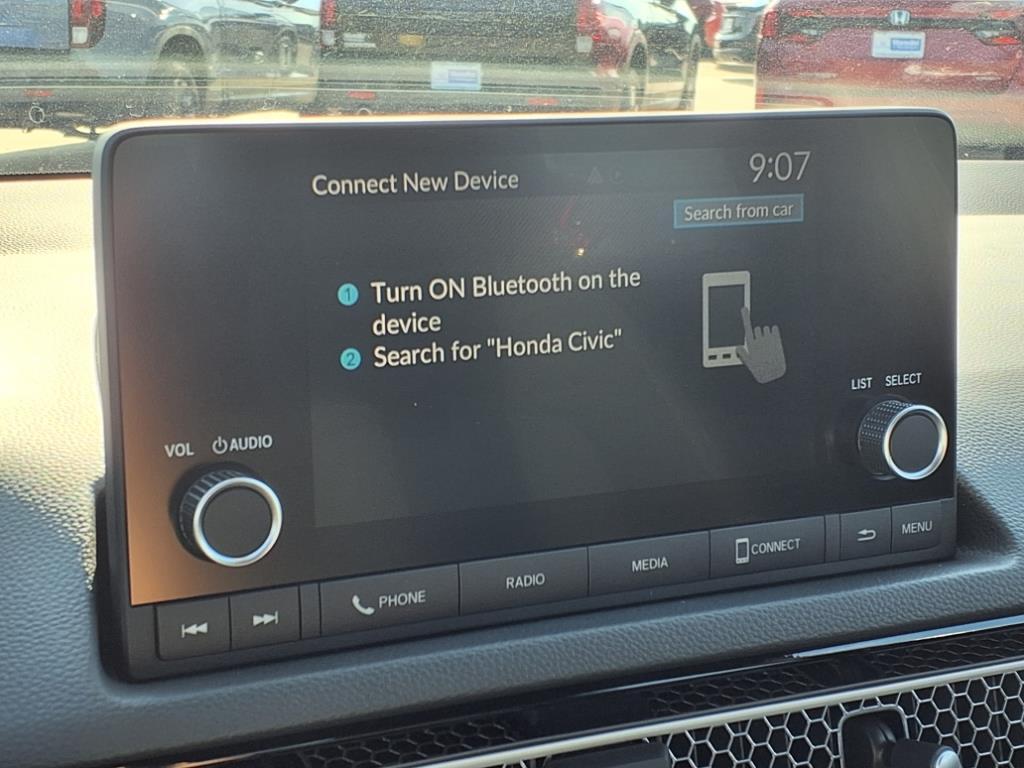 Connect New Device
9:07
Search from car
1 Turn ON Bluetooth on the
device
2 Search for "Honda Civic"
LIST SELECT
VOL AUDIO
PHONE
RADIO
MEDIA
CONNECT
MENU